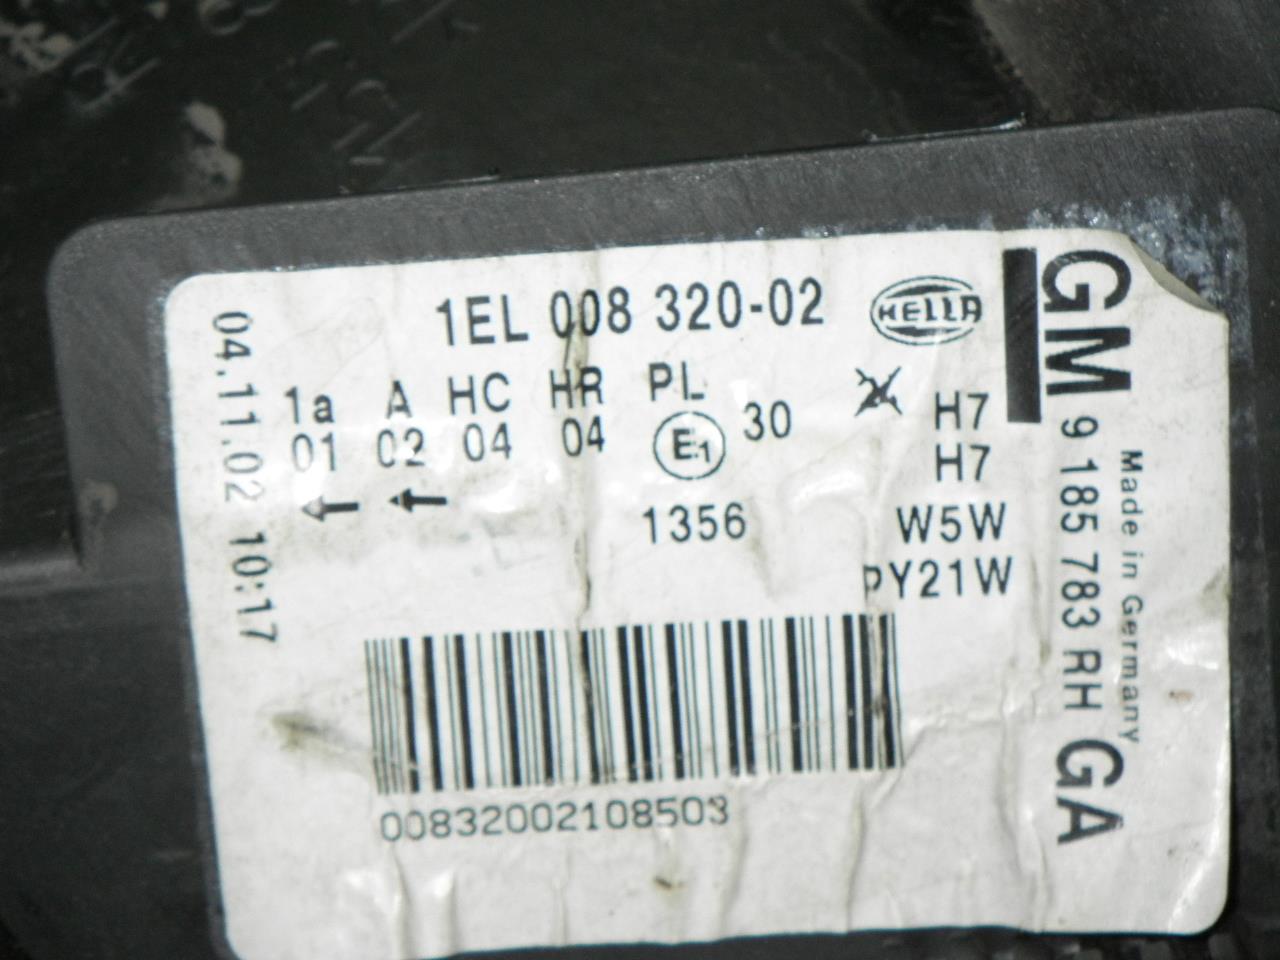 1EL 008 320-02
HELLA
1a A HC HR PL
01 02 04 04 E1 30
1356
H7
H7
W5W
PY21W
04.11.02 10:17
GM 9 185 783 RH GA
Made in Germany
00832002108503